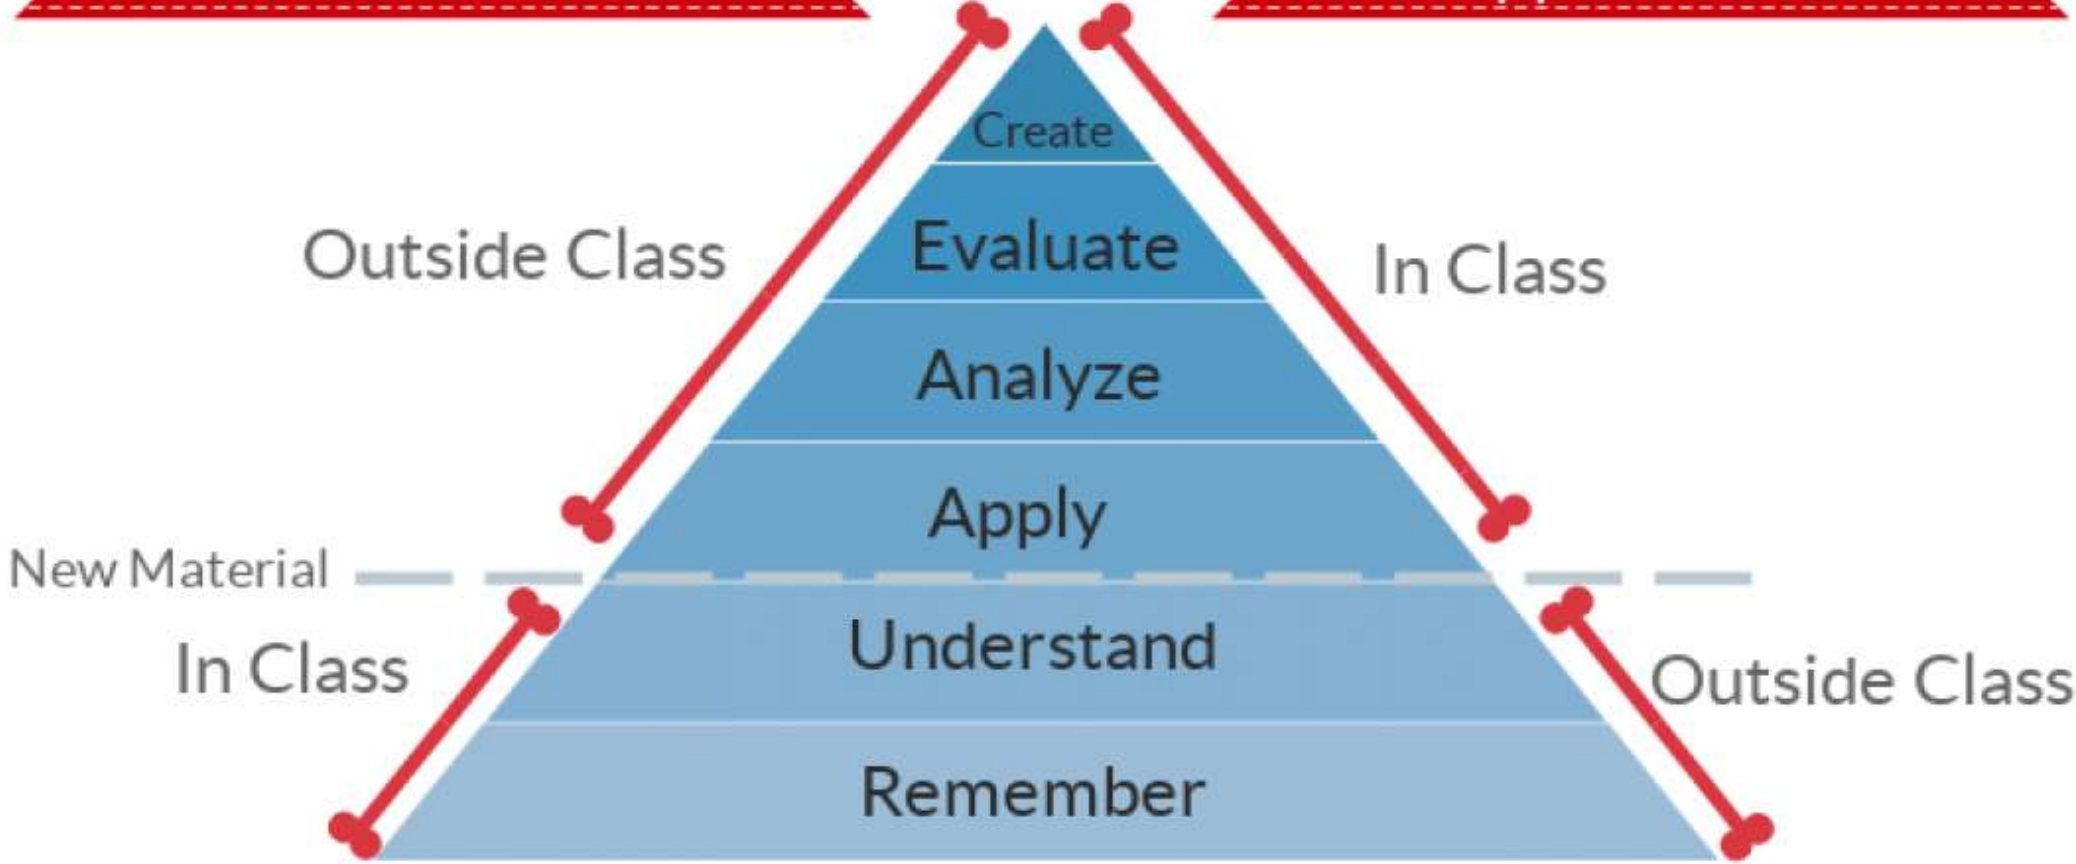 Create
Outside Class
Evaluate
In Class
Analyze
Apply
New Material
In Class
Understand
Outside Class
Remember